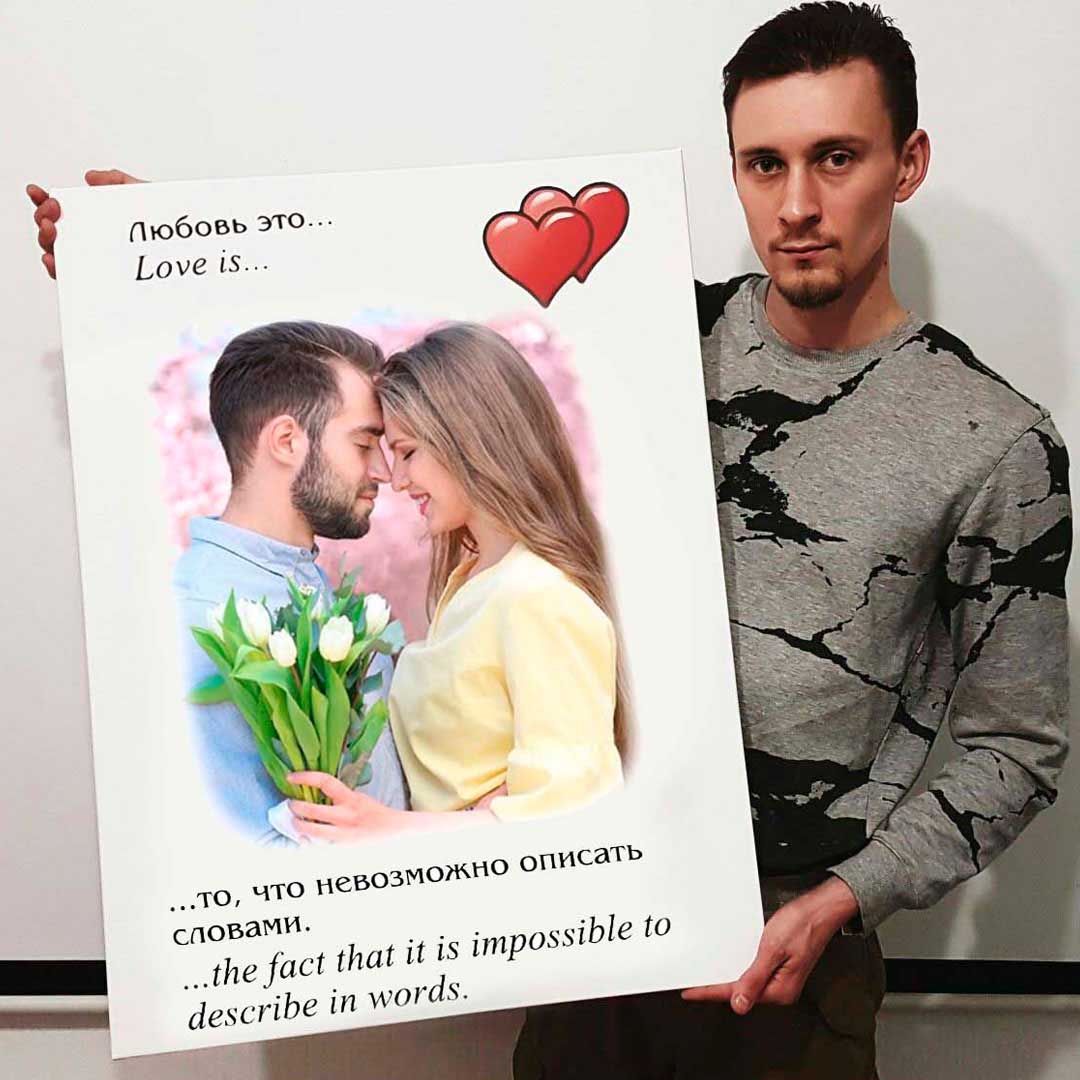 Любовь это...
Love is...
...то, что невозможно описать
словами.
...the fact that it is impossible to
describe in words.